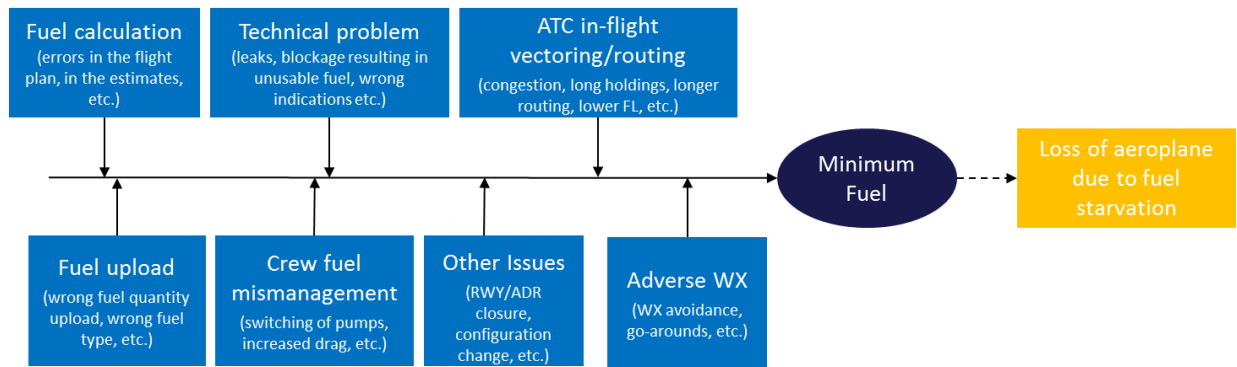 Fuel calculation
(errors in the flight
plan, in the estimates,
etc.)
Technical problem
(leaks, blockage resulting in
unusable fuel, wrong
indications etc.)
ATC in-flight
vectoring/routing
(congestion, long holdings, longer
routing, lower FL, etc.)
Minimum
Fuel
Loss of aeroplane
due to fuel
starvation
Fuel upload
(wrong fuel quantity
upload, wrong fuel
type, etc.)
Crew fuel
mismanagement
(switching of pumps,
increased drag, etc.)
Other Issues
(RWY/ADR
closure,
configuration
change, etc.)
Adverse WX
(WX avoidance,
go-arounds, etc.)